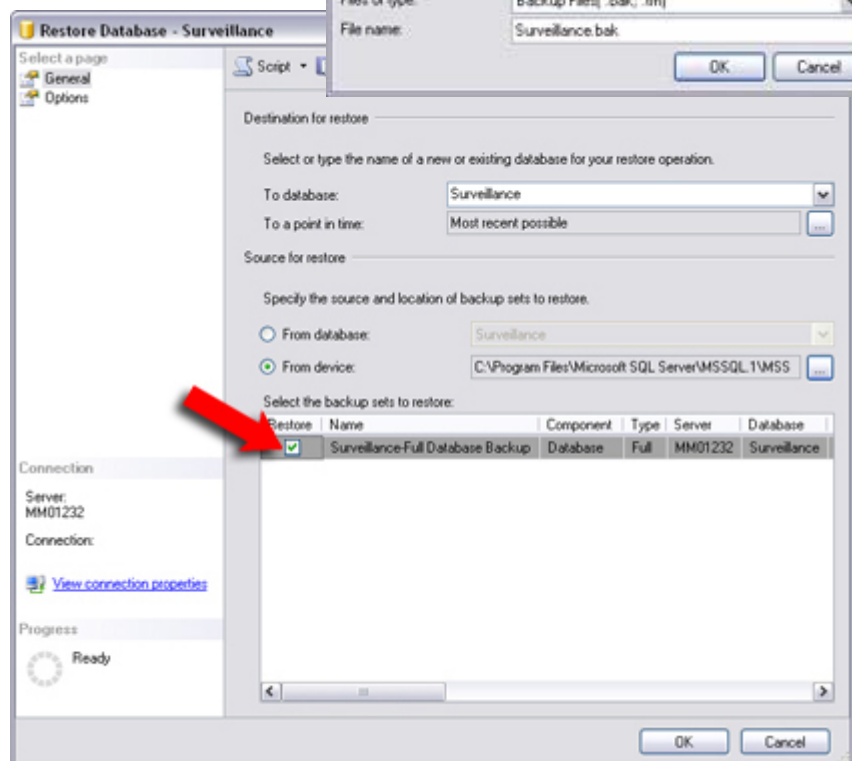 Files of type:
Backup Files(*.bak;*.trn)
File name:
Surveillance.bak
OK
Cancel
Restore Database - Surveillance
Select a page
General
Options
Script
Destination for restore
Select or type the name of a new or existing database for your restore operation.
To database:
Surveillance
To a point in time:
Most recent possible
...
Source for restore
Specify the source and location of backup sets to restore.
From database:
Surveillance
From device:
C:\Program Files\Microsoft SQL Server\MSSQL.1\MSS
...
Select the backup sets to restore:
Restore Name Component Type Server Database
Surveillance-Full Database Backup Database Full MM01232 Surveillance
Connection
Server:
MM01232
Connection:
View connection properties
Progress
Ready
OK
Cancel